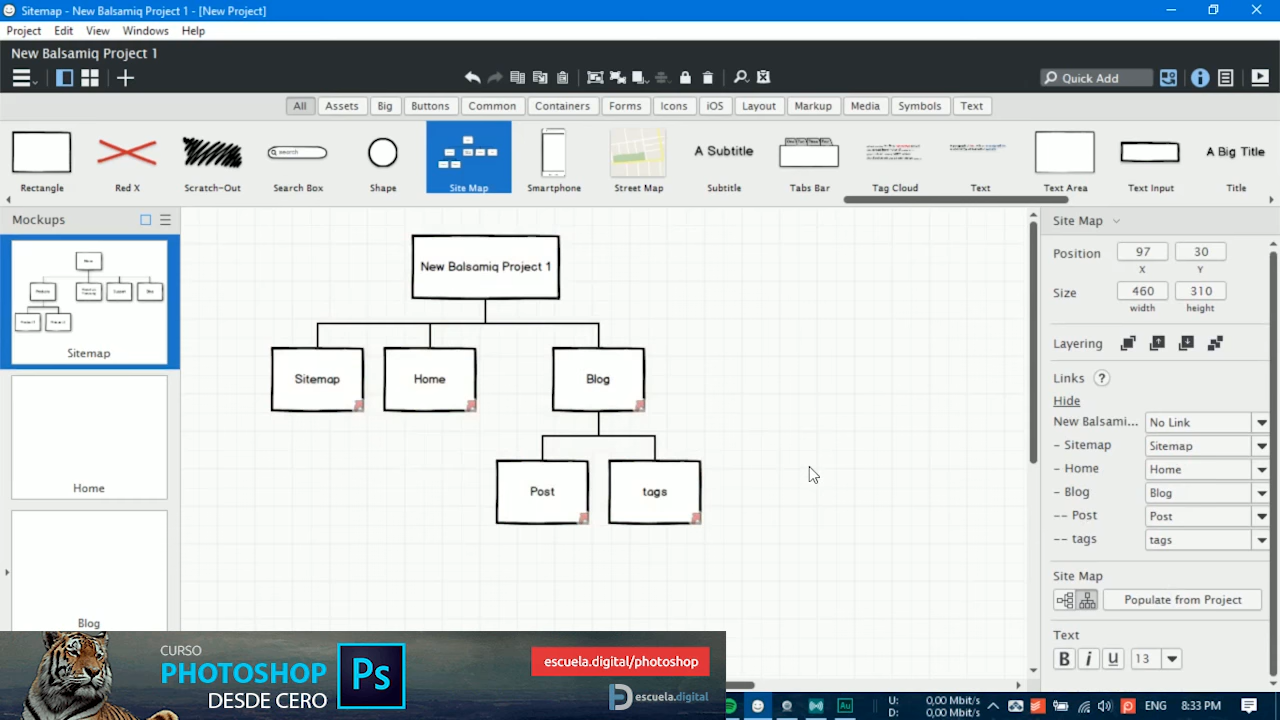 Sitemap - New Balsamiq Project 1 - [New Project]
Project Edit View Windows Help
New Balsamiq Project 1
Quick Add
All Assets Big Buttons Common Containers Forms Icons iOS Layout Markup Media Symbols Text
search
A Subtitle
A Big Title
Rectangle Red X Scratch-Out Search Box Shape Site Map Smartphone Street Map Subtitle Tabs Bar Tag Cloud Text Text Area Text Input Title
Mockups
Sitemap
Home
Blog
New Balsamiq Project 1
Sitemap Home Blog
Post tags
Site Map
Position 97 30
X Y
Size 460 310
width height
Layering
Links ?
Hide
New Balsami... No Link
- Sitemap Sitemap
- Home Home
- Blog Blog
-- Post Post
-- tags tags
Site Map
Populate from Project
Text
B i U 13
CURSO
PHOTOSHOP
DESDE CERO
Ps
escuela.digital/photoshop
escuela.digital
Au
U: 0,00 Mbit/s
D: 0,00 Mbit/s
ENG 8:33 PM